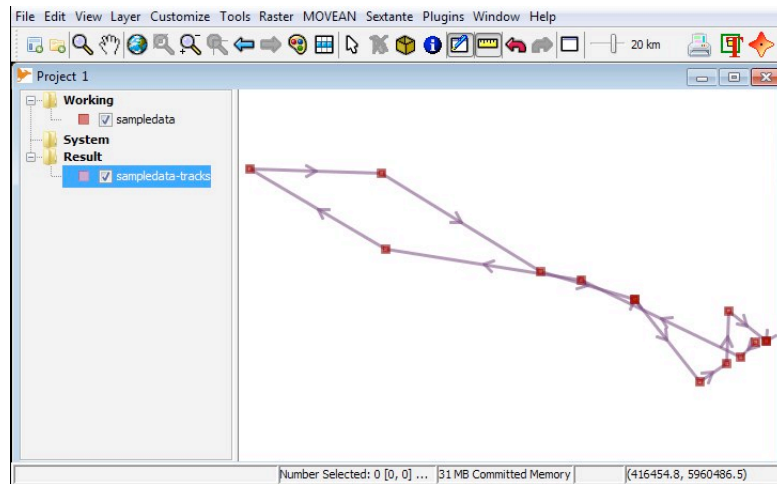 File Edit View Layer Customize Tools Raster MOVEAN Sextante Plugins Window Help
20 km
Project 1
Working
sampledata
System
Result
sampledata-tracks
Number Selected: 0 [0, 0] ... 31 MB Committed Memory (416454.8, 5960486.5)